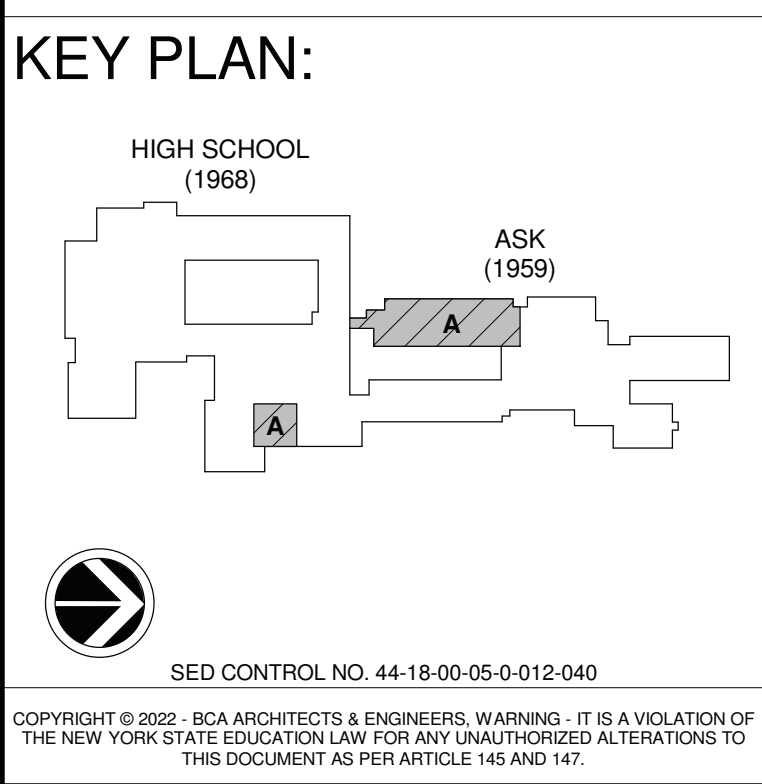 KEY PLAN:
HIGH SCHOOL
(1968)
ASK
(1959)
A
A
SED CONTROL NO. 44-18-00-05-0-012-040
COPYRIGHT © 2022 - BCA ARCHITECTS & ENGINEERS, WARNING - IT IS A VIOLATION OF
THE NEW YORK STATE EDUCATION LAW FOR ANY UNAUTHORIZED ALTERATIONS TO
THIS DOCUMENT AS PER ARTICLE 145 AND 147.